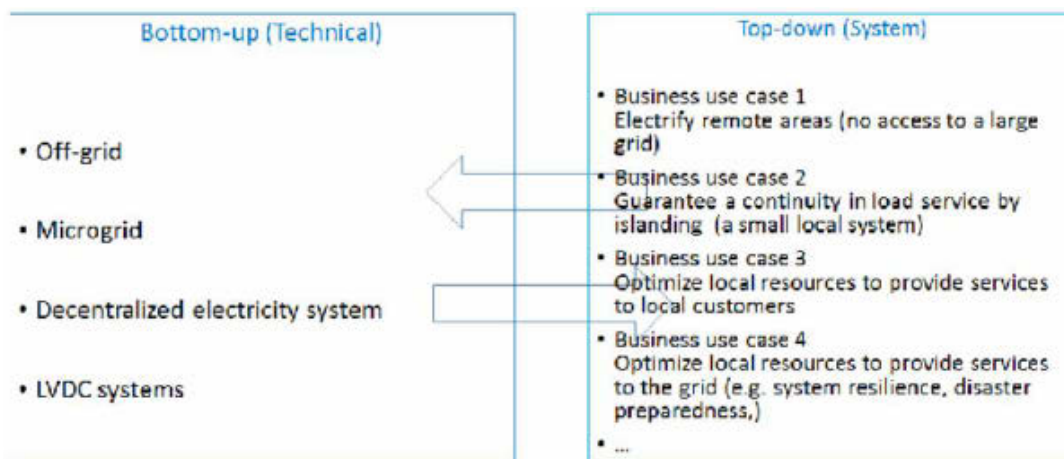 Bottom-up (Technical)
• Off-grid
• Microgrid
• Decentralized electricity system
• LVDC systems
Top-down (System)
• Business use case 1
Electrify remote areas (no access to a large
grid)
• Business use case 2
Guarantee a continuity in load service by
islanding (a small local system)
• Business use case 3
Optimize local resources to provide services
to local customers
• Business use case 4
Optimize local resources to provide services
to the grid (e.g. system resilience, disaster
preparedness,)
• ...